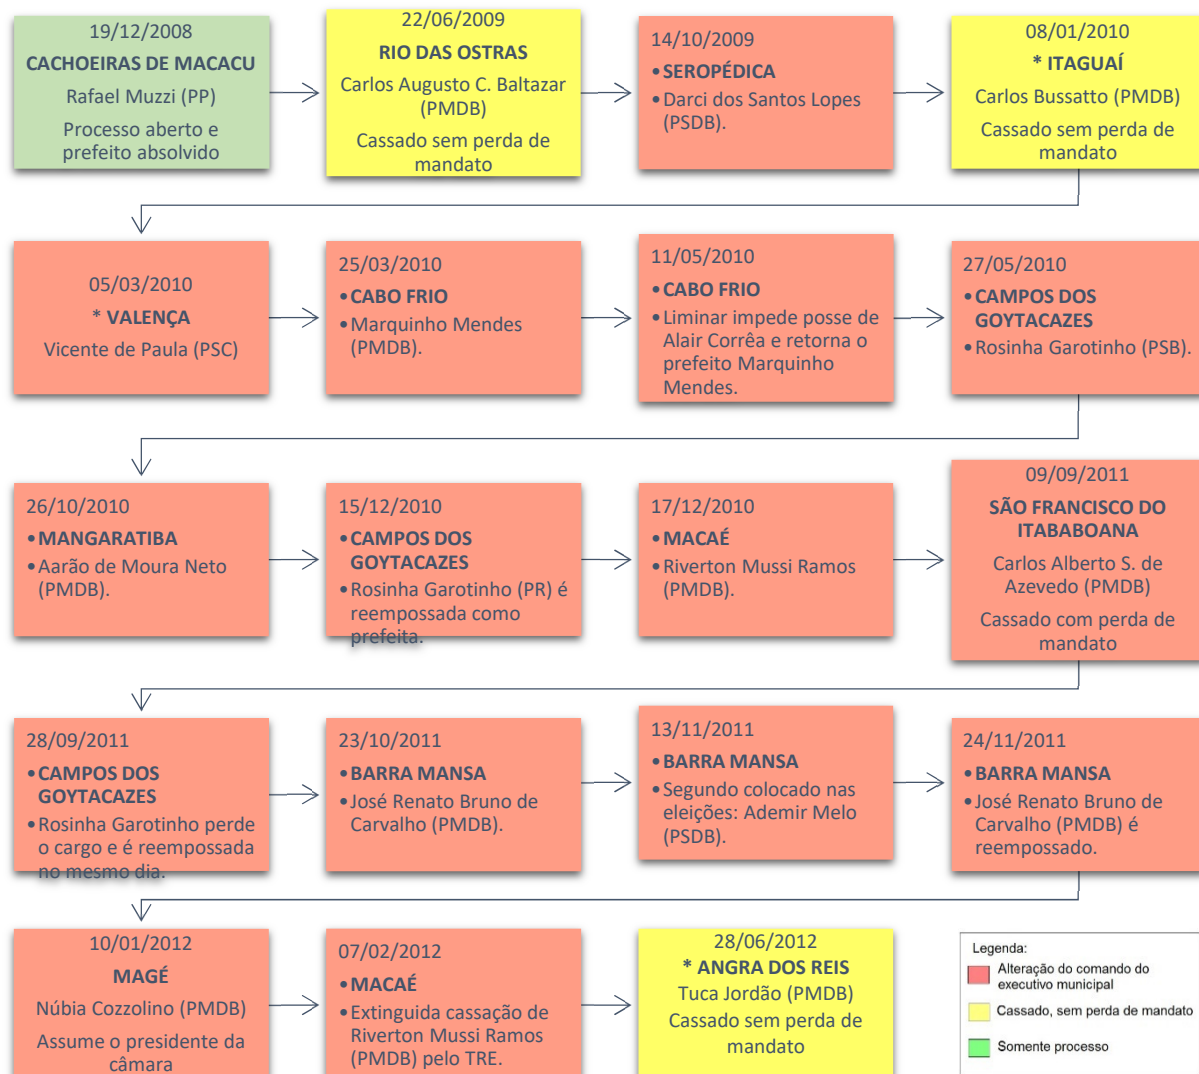 19/12/2008
CACHOEIRAS DE MACACU
Rafael Muzzi (PP)
Processo aberto e
prefeito absolvido
22/06/2009
RIO DAS OSTRAS
Carlos Augusto C. Baltazar
(PMDB)
Cassado sem perda de
mandato
14/10/2009
•SEROPÉDICA
•Darci dos Santos Lopes
(PSDB).
08/01/2010
* ITAGUAÍ
Carlos Bussatto (PMDB)
Cassado sem perda de
mandato
05/03/2010
* VALENÇA
Vicente de Paula (PSC)
25/03/2010
•CABO FRIO
•Marquinho Mendes
(PMDB).
11/05/2010
•CABO FRIO
•Liminar impede posse de
Alair Corrêa e retorna o
prefeito Marquinho
Mendes.
27/05/2010
•CAMPOS DOS
GOYTACAZES
•Rosinha Garotinho (PSB).
26/10/2010
•MANGARATIBA
•Aarão de Moura Neto
(PMDB).
15/12/2010
•CAMPOS DOS
GOYTACAZES
•Rosinha Garotinho (PR) é
reempossada como
prefeita.
17/12/2010
•MACAÉ
•Riverton Mussi Ramos
(PMDB).
09/09/2011
SÃO FRANCISCO DO
ITABABOANA
Carlos Alberto S. de
Azevedo (PMDB)
Cassado com perda de
mandato
28/09/2011
•CAMPOS DOS
GOYTACAZES
•Rosinha Garotinho perde
o cargo e é reempossada
no mesmo dia.
23/10/2011
•BARRA MANSA
•José Renato Bruno de
Carvalho (PMDB).
13/11/2011
•BARRA MANSA
•Segundo colocado nas
eleições: Ademir Melo
(PSDB).
24/11/2011
•BARRA MANSA
•José Renato Bruno de
Carvalho (PMDB) é
reempossado.
10/01/2012
MAGÉ
Núbia Cozzolino (PMDB)
Assume o presidente da
câmara
07/02/2012
•MACAÉ
•Extinguida cassação de
Riverton Mussi Ramos
(PMDB) pelo TRE.
28/06/2012
* ANGRA DOS REIS
Tuca Jordão (PMDB)
Cassado sem perda de
mandato
Legenda:
Alteração do comando do
executivo municipal
Cassado, sem perda de mandato
Somente processo